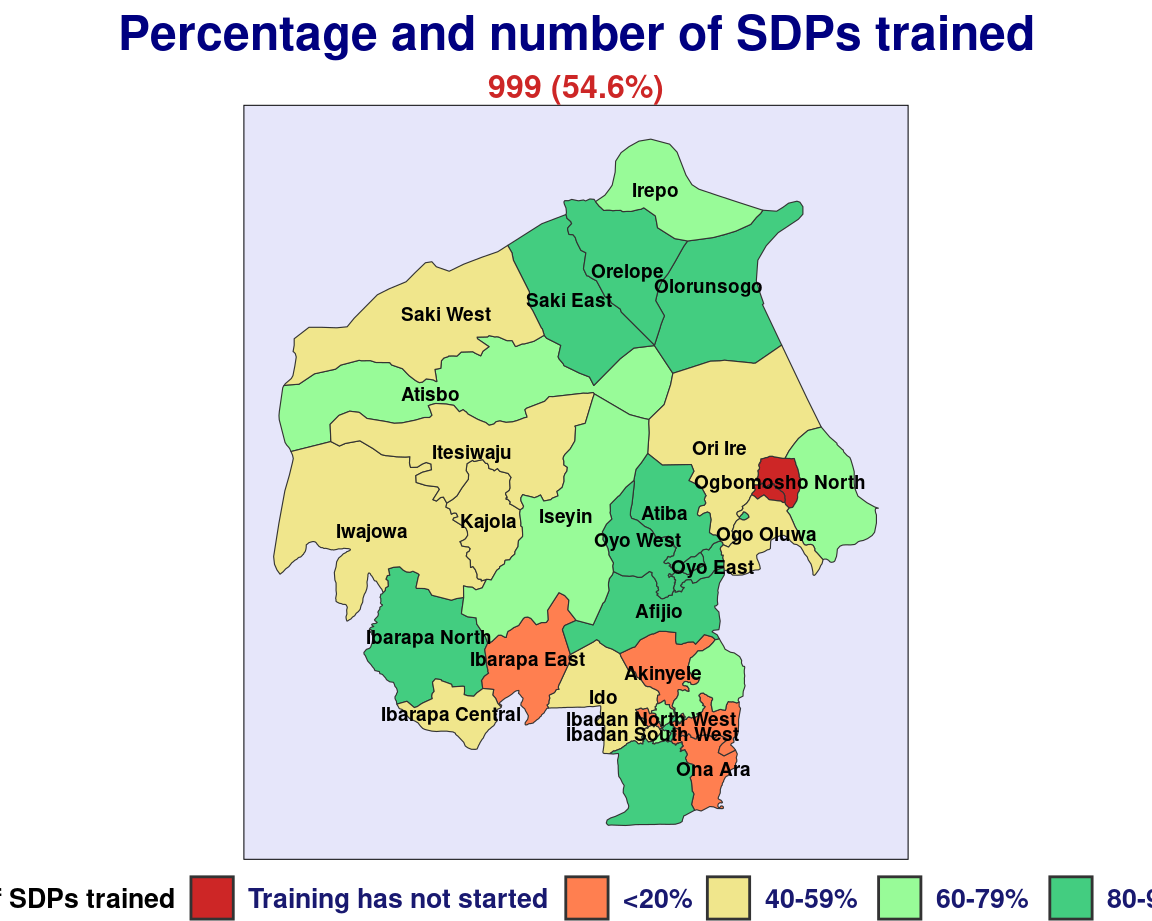 Percentage and number of SDPs trained
999 (54.6%)
Irepo
Orelope
Olorunsogo
Saki East
Saki West
Atisbo
Ori Ire
Itesiwaju
Ogbomosho North
Iseyin
Atiba
Kajola
Iwajowa
Ogo Oluwa
Oyo West
Oyo East
Afijio
Ibarapa North
Ibarapa East
Akinyele
Ido
Ibarapa Central
Ibadan North West
Ibadan South West
Ona Ara
SDPs trained Training has not started <20% 40-59% 60-79% 80-9